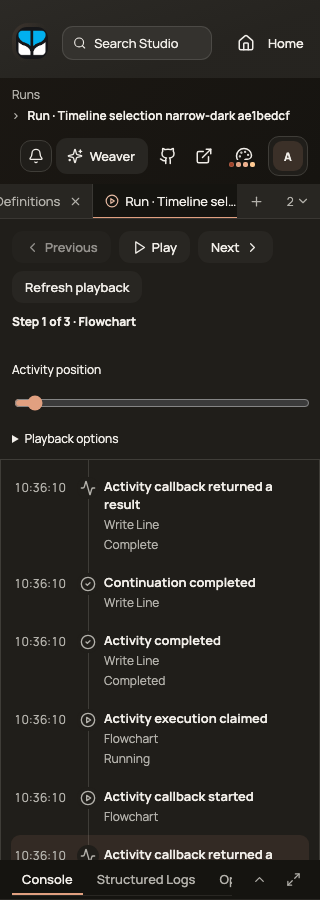 Search Studio
Home
Runs
› Run · Timeline selection narrow-dark ae1bedcf
Weaver
A
Definitions ×
Run · Timeline sel...
+
2
Previous
Play
Next
Refresh playback
Step 1 of 3 · Flowchart
Activity position
Playback options
10:36:10 Activity callback returned a
result
Write Line
Complete
10:36:10 Continuation completed
Write Line
10:36:10 Activity completed
Write Line
Completed
10:36:10 Activity execution claimed
Flowchart
Running
10:36:10 Activity callback started
Flowchart
10:36:10 Activity callback returned a
Console
Structured Logs